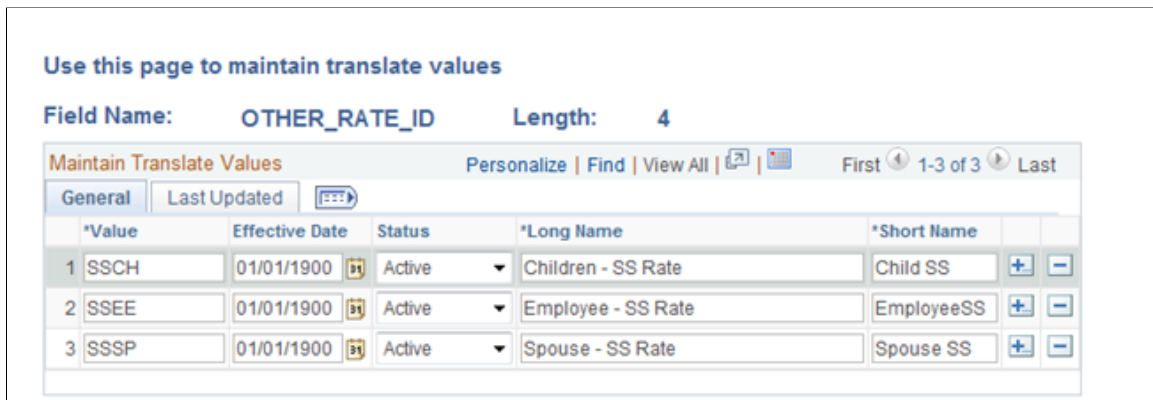 Use this page to maintain translate values
Field Name: OTHER_RATE_ID Length: 4
Maintain Translate Values Personalize | Find | View All | | First 1-3 of 3 Last
General Last Updated
*Value Effective Date Status *Long Name *Short Name
1 SSCH 01/01/1900 31 Active Children - SS Rate Child SS
2 SSEE 01/01/1900 31 Active Employee - SS Rate EmployeeSS
3 SSSP 01/01/1900 31 Active Spouse - SS Rate Spouse SS